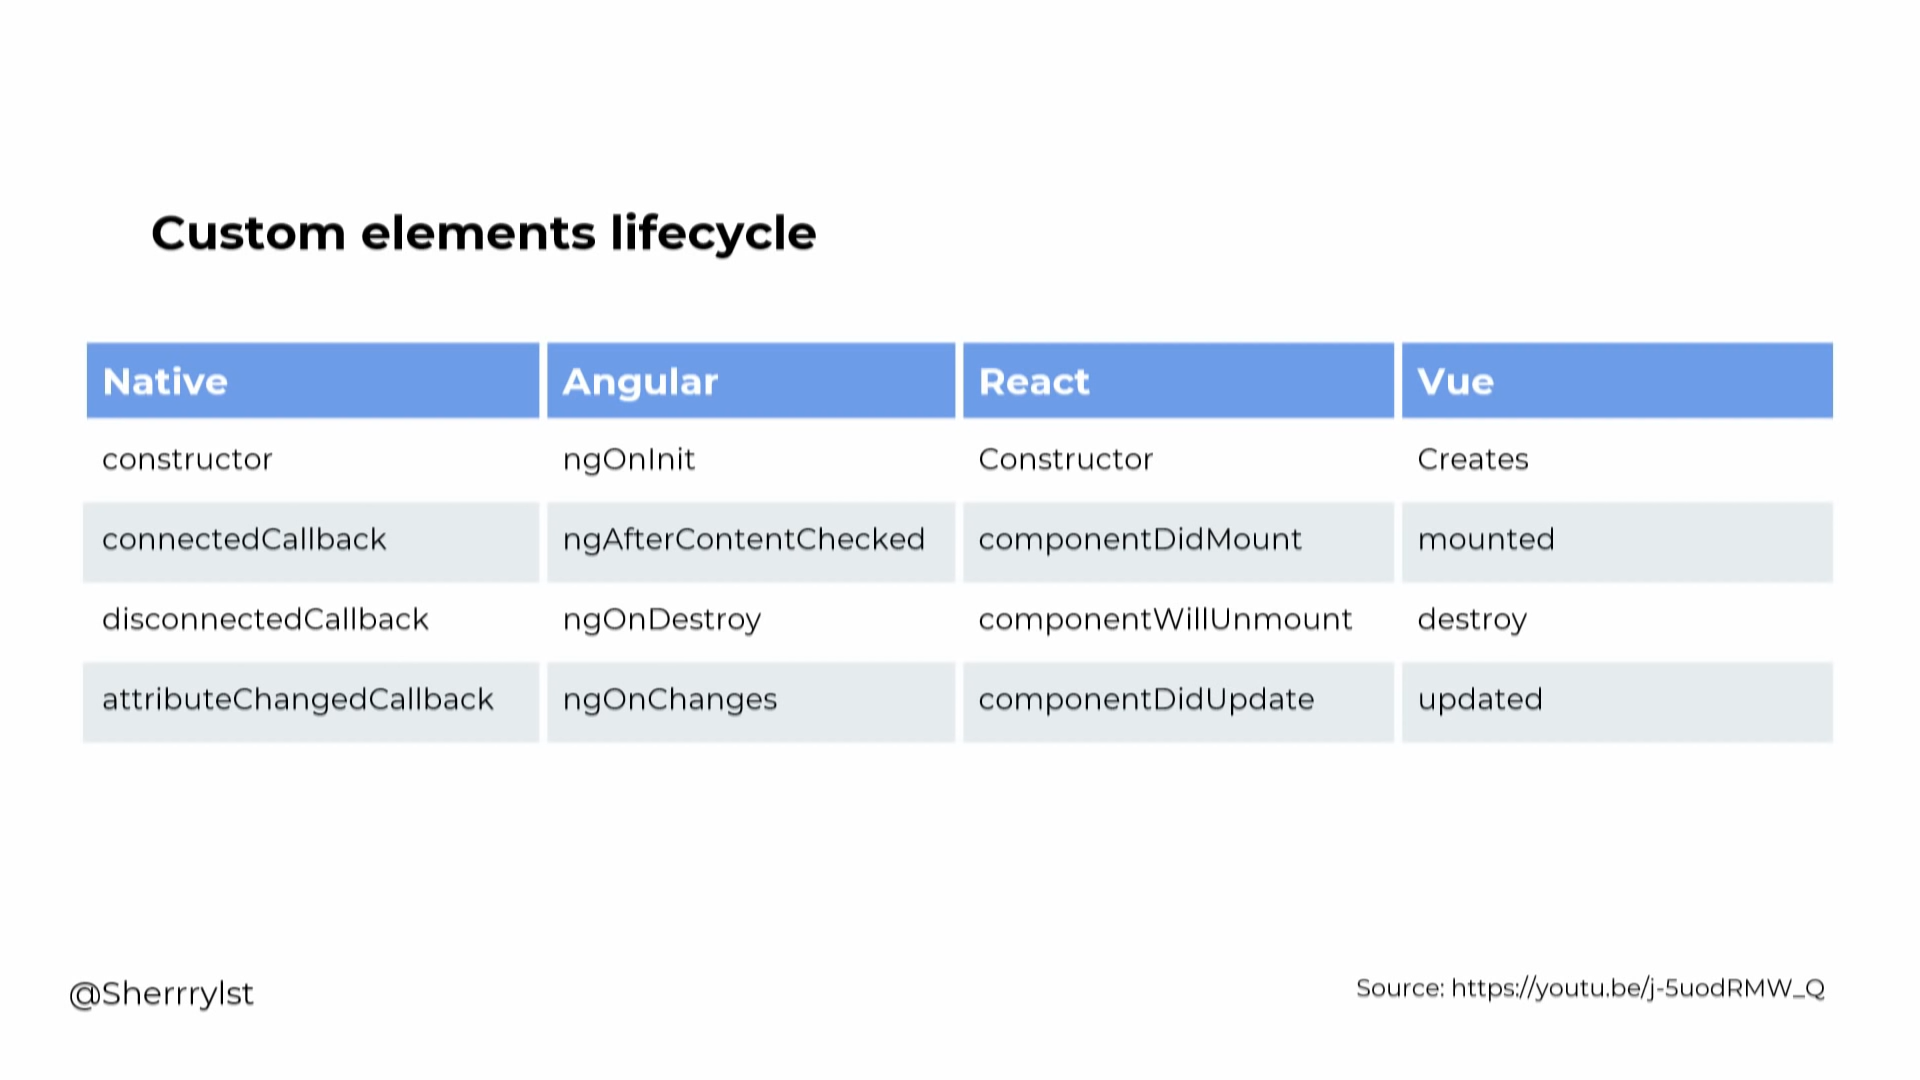 Custom elements lifecycle
Native Angular React Vue
constructor ngOnInit Constructor Creates
connectedCallback ngAfterContentChecked componentDidMount mounted
disconnectedCallback ngOnDestroy componentWillUnmount destroy
attributeChangedCallback ngOnChanges componentDidUpdate updated
@Sherrrylst
Source: https://youtu.be/j-5uodRMW_Q